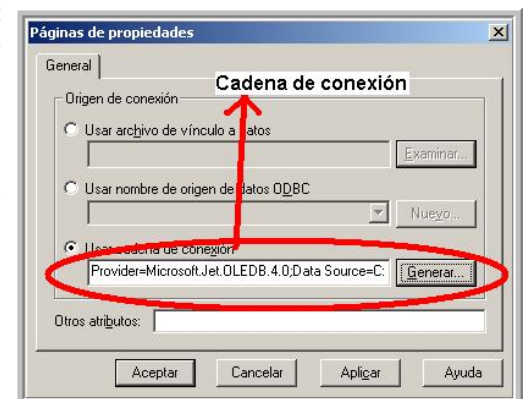 Páginas de propiedades
General
Cadena de conexión
Origen de conexión
Usar archivo de vínculo a datos
Examinar...
Usar nombre de origen de datos ODBC
Nuevo...
Usar cadena de conexión
Provider=Microsoft.Jet.OLEDB.4.0;Data Source=C:
Generar...
Otros atributos:
Aceptar Cancelar Aplicar Ayuda